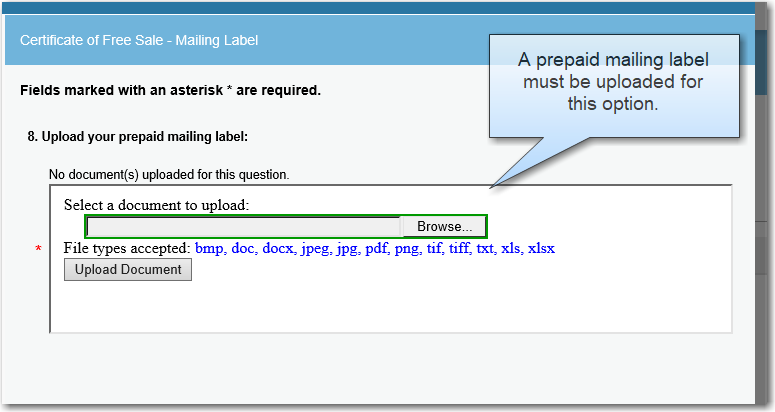 Certificate of Free Sale - Mailing Label
A prepaid mailing label
must be uploaded for
this option.
Fields marked with an asterisk * are required.
8. Upload your prepaid mailing label:
No document(s) uploaded for this question.
Select a document to upload:
Browse...
* File types accepted: bmp, doc, docx, jpeg, jpg, pdf, png, tif, tiff, txt, xls, xlsx
Upload Document